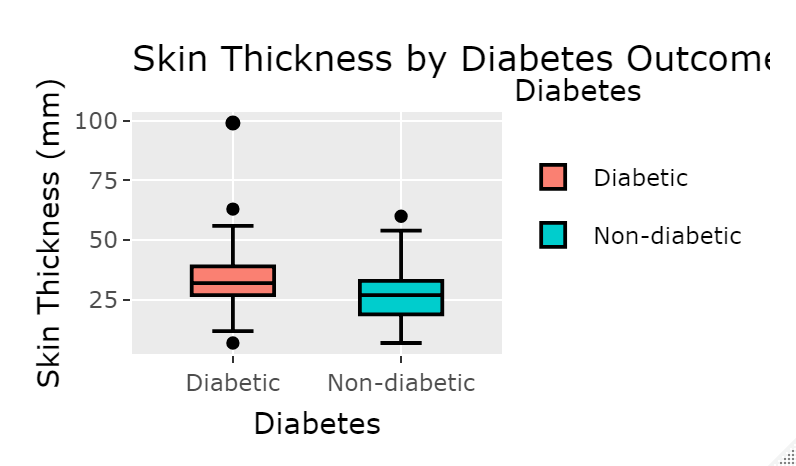 Skin Thickness by Diabetes Outcome
Diabetes
Skin Thickness (mm)
100
75
50
25
Diabetic
Non-diabetic
Diabetic
Non-diabetic
Diabetes